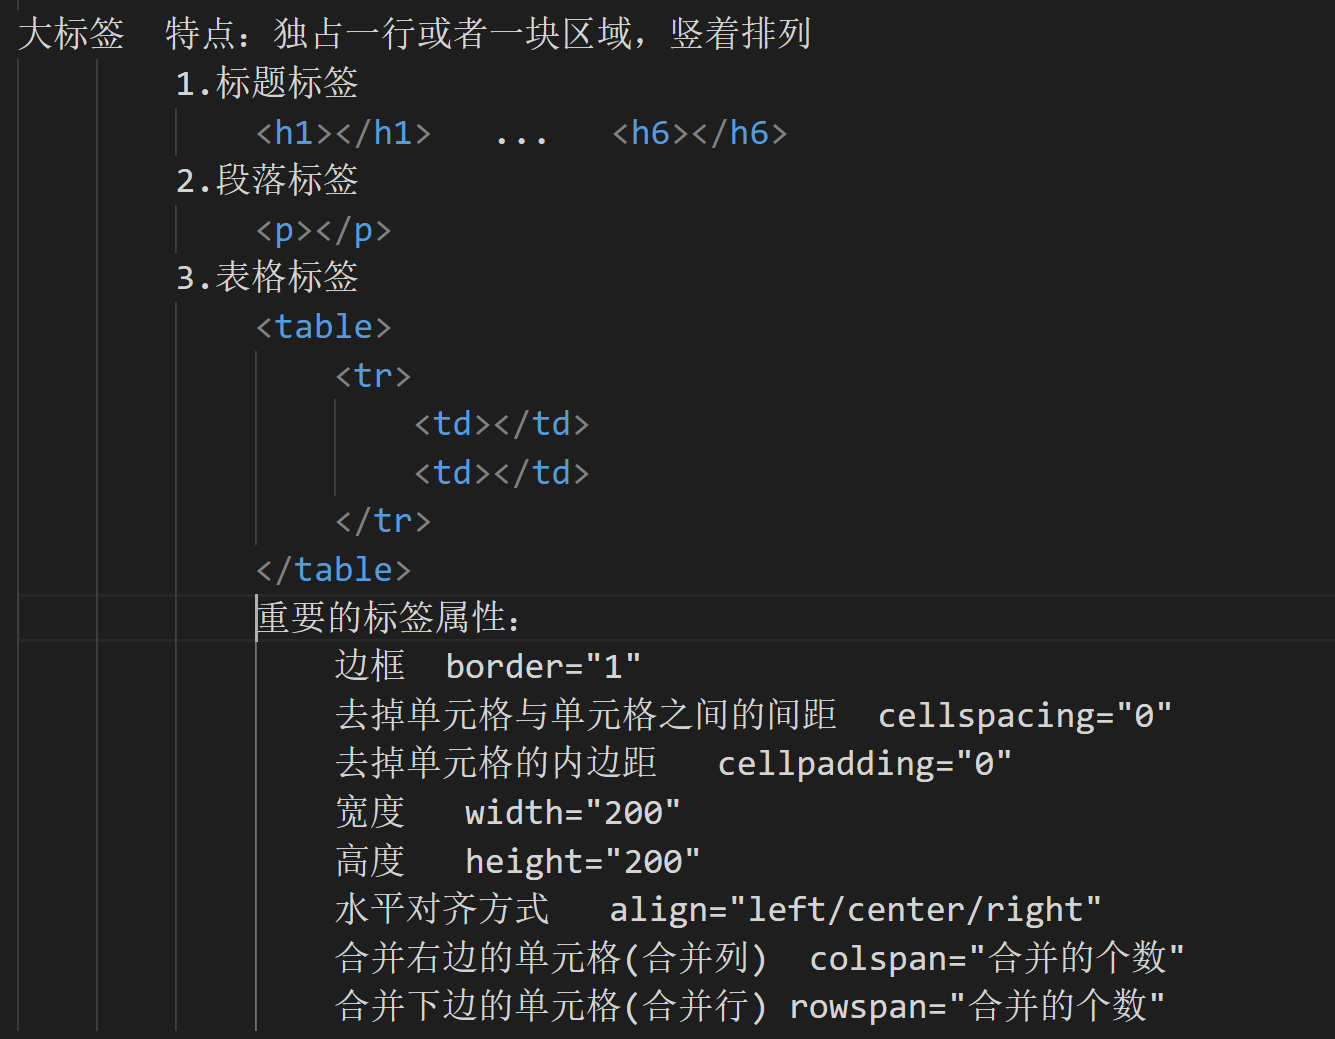 大标签  特点：独占一行或者一块区域，竖着排列
1.标题标签
<h1></h1>   ...   <h6></h6>
2.段落标签
<p></p>
3.表格标签
<table>
<tr>
<td></td>
<td></td>
</tr>
</table>
重要的标签属性：
边框  border="1"
去掉单元格与单元格之间的间距  cellspacing="0"
去掉单元格的内边距   cellpadding="0"
宽度   width="200"
高度   height="200"
水平对齐方式   align="left/center/right"
合并右边的单元格(合并列)  colspan="合并的个数"
合并下边的单元格(合并行) rowspan="合并的个数"